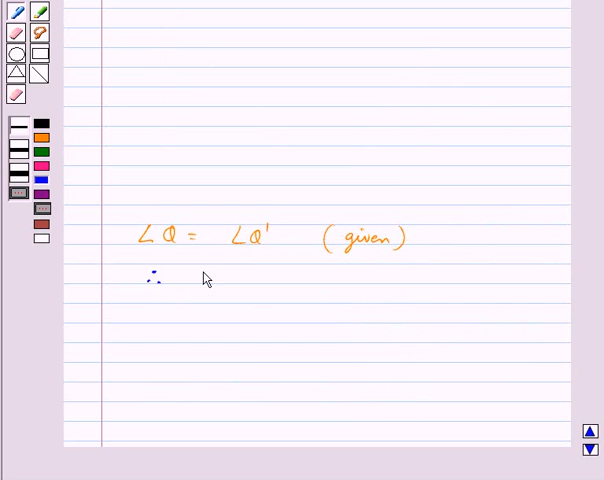 ∠Q = ∠Q' (given)
∴